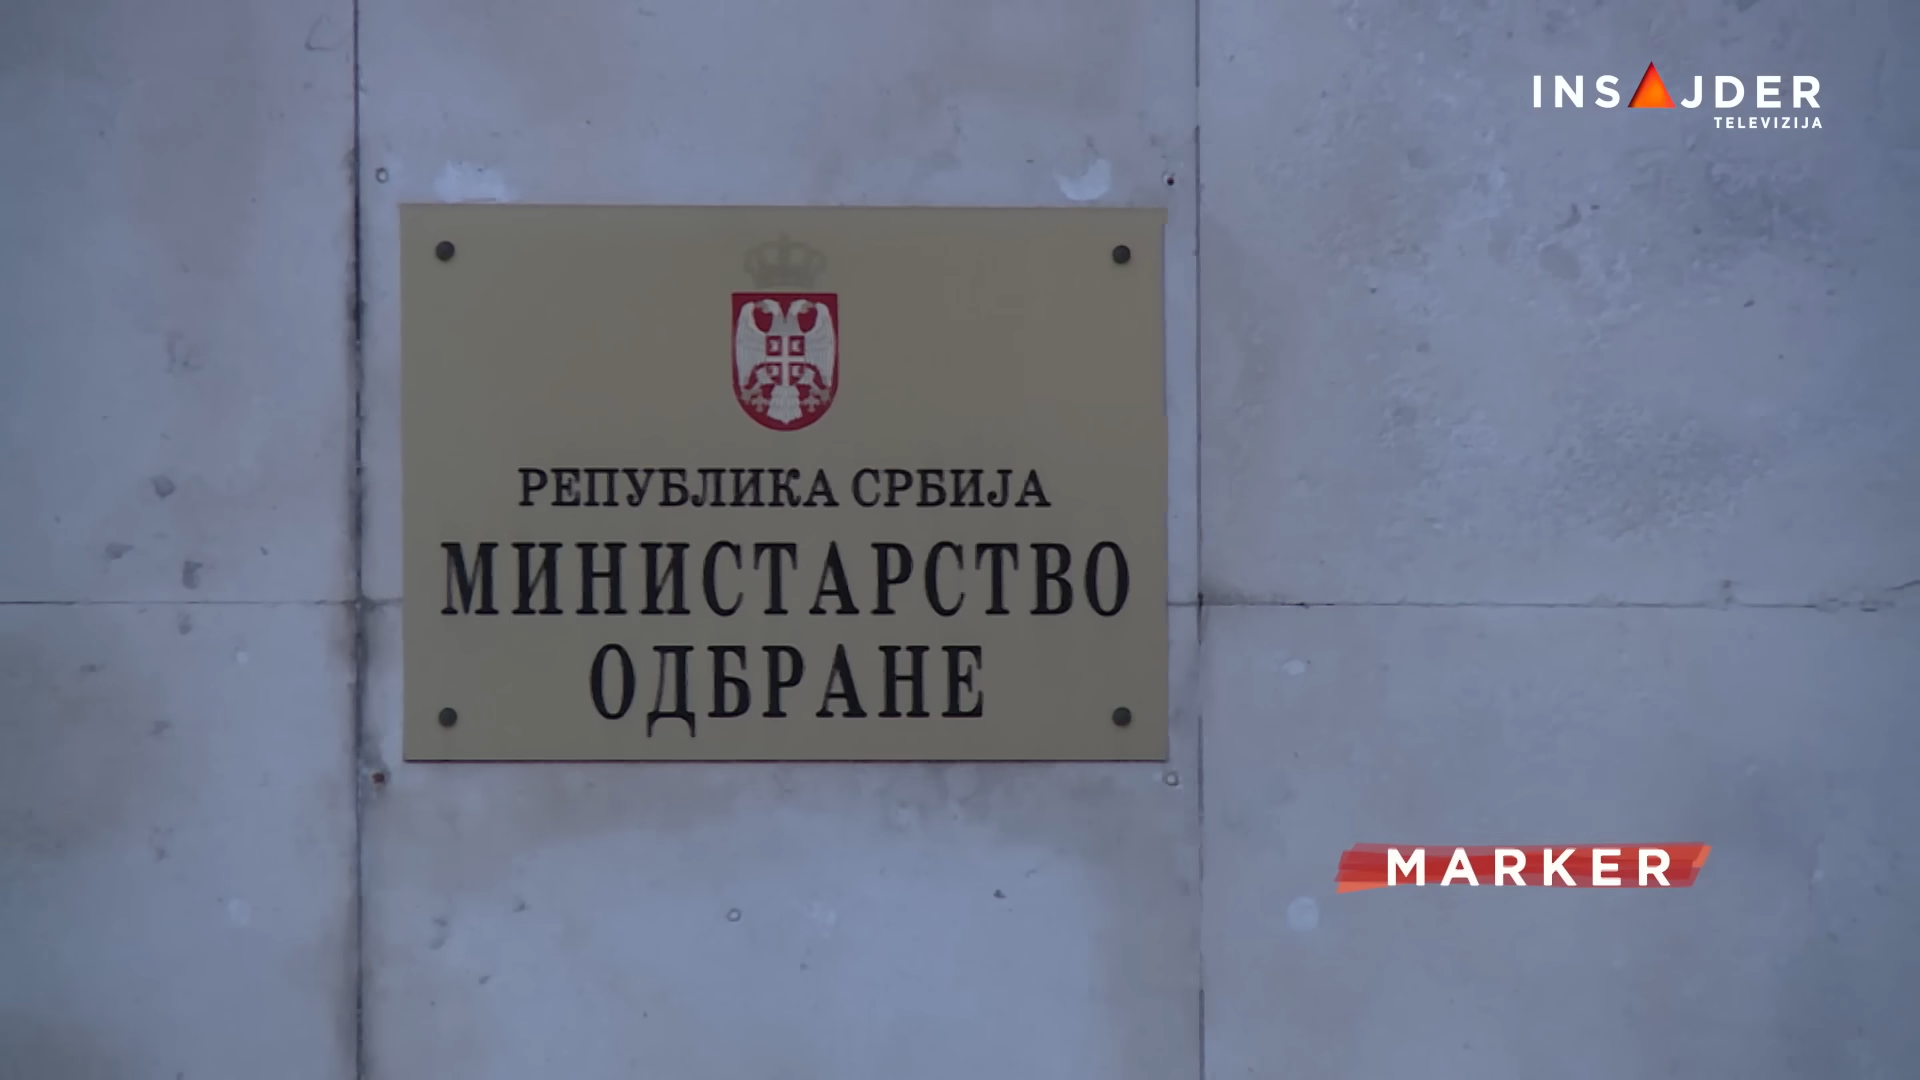 INSAJDER
TELEVIZIJA
РЕПУБЛИКА СРБИЈА
МИНИСТАРСТВО
ОДБРАНЕ
MARKER